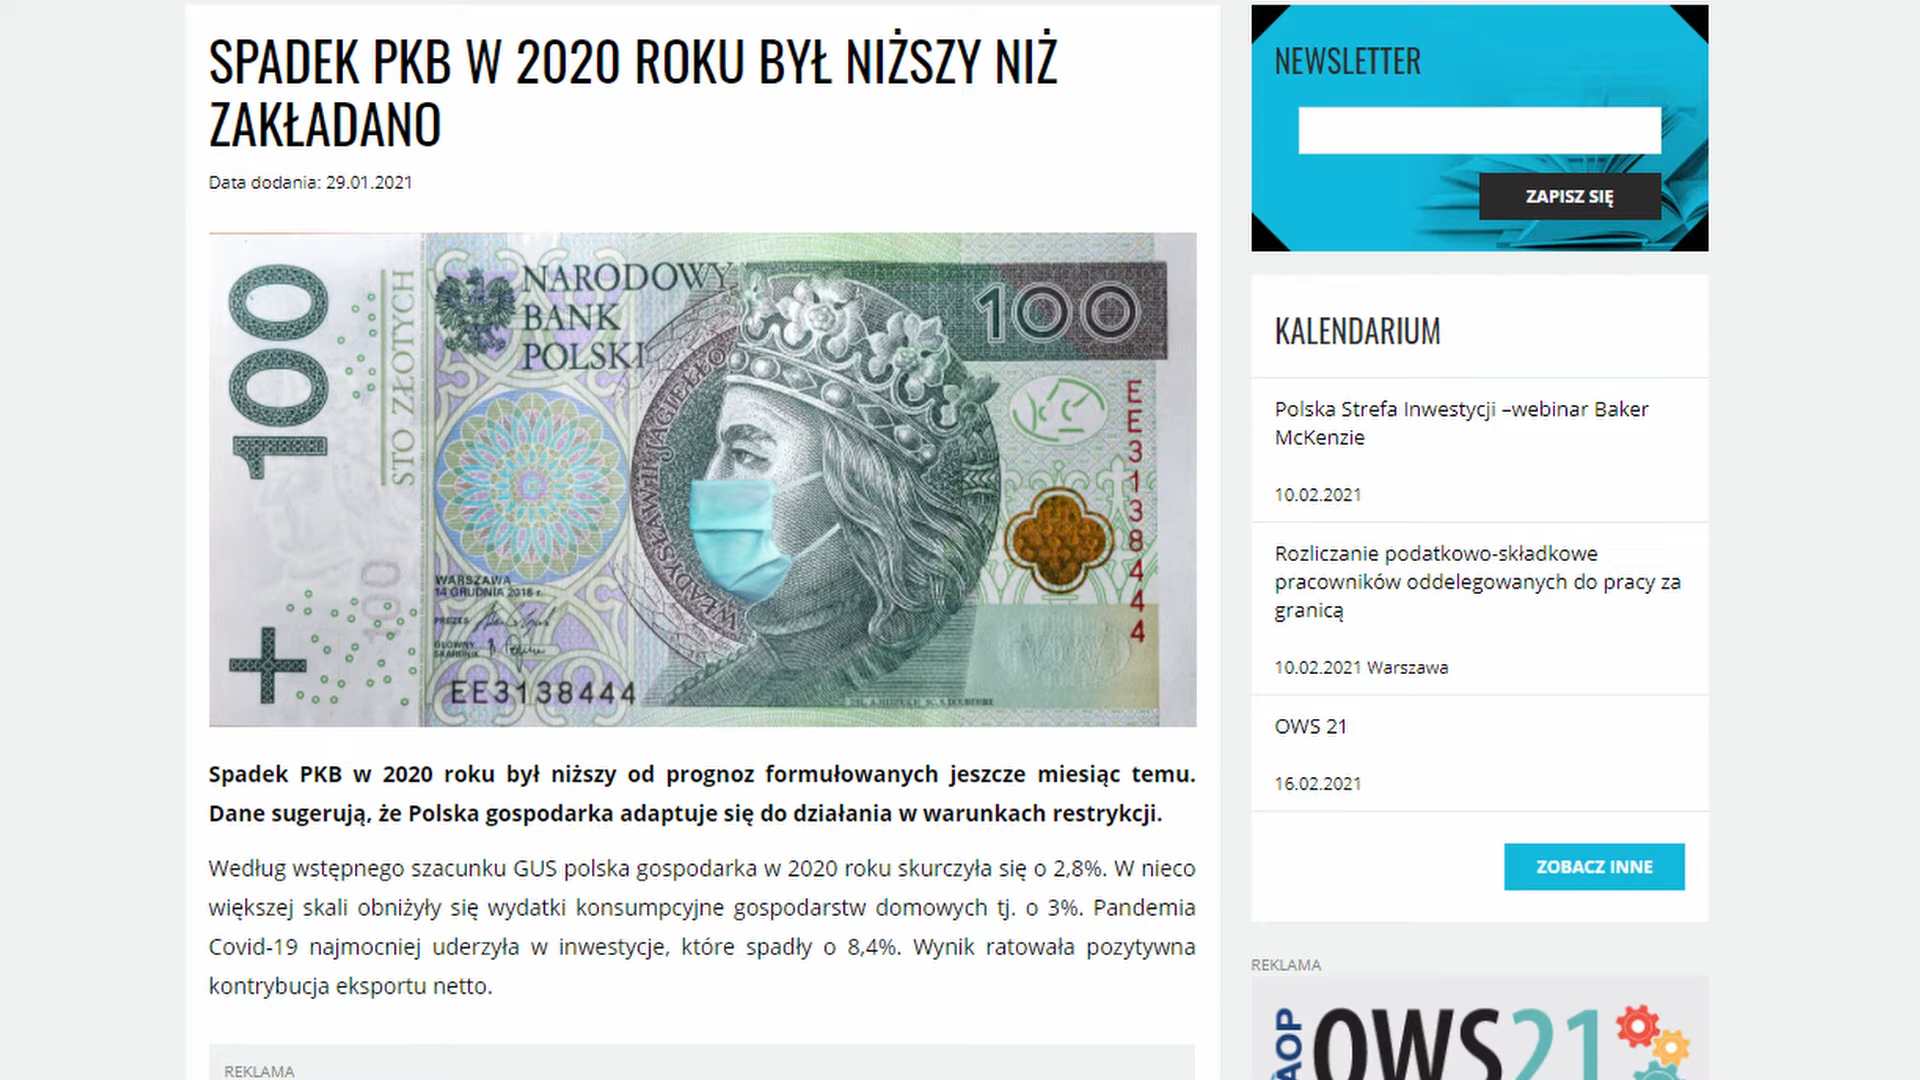 SPADEK PKB W 2020 ROKU BYŁ NIŻSZY NIŻ
ZAKŁADANO
Data dodania: 29.01.2021
100
STO ZŁOTYCH
NARODOWY
BANK
POLSKI
100
WŁADYSŁAW II JAGIEŁŁO
EE3138444
100
WARSZAWA
14 GRUDNIA 2018 r.
PREZES
GŁÓWNY
SKARBNIK
EE3138444
Spadek PKB w 2020 roku był niższy od prognoz formułowanych jeszcze miesiąc temu.
Dane sugerują, że Polska gospodarka adaptuje się do działania w warunkach restrykcji.
Według wstępnego szacunku GUS polska gospodarka w 2020 roku skurczyła się o 2,8%. W nieco
większej skali obniżyły się wydatki konsumpcyjne gospodarstw domowych tj. o 3%. Pandemia
Covid-19 najmocniej uderzyła w inwestycje, które spadły o 8,4%. Wynik ratowała pozytywna
kontrybucja eksportu netto.
REKLAMA
NEWSLETTER
ZAPISZ SIĘ
KALENDARIUM
Polska Strefa Inwestycji –webinar Baker
McKenzie
10.02.2021
Rozliczanie podatkowo-składkowe
pracowników oddelegowanych do pracy za
granicą
10.02.2021 Warszawa
OWS 21
16.02.2021
ZOBACZ INNE
REKLAMA
AOP
OWS21